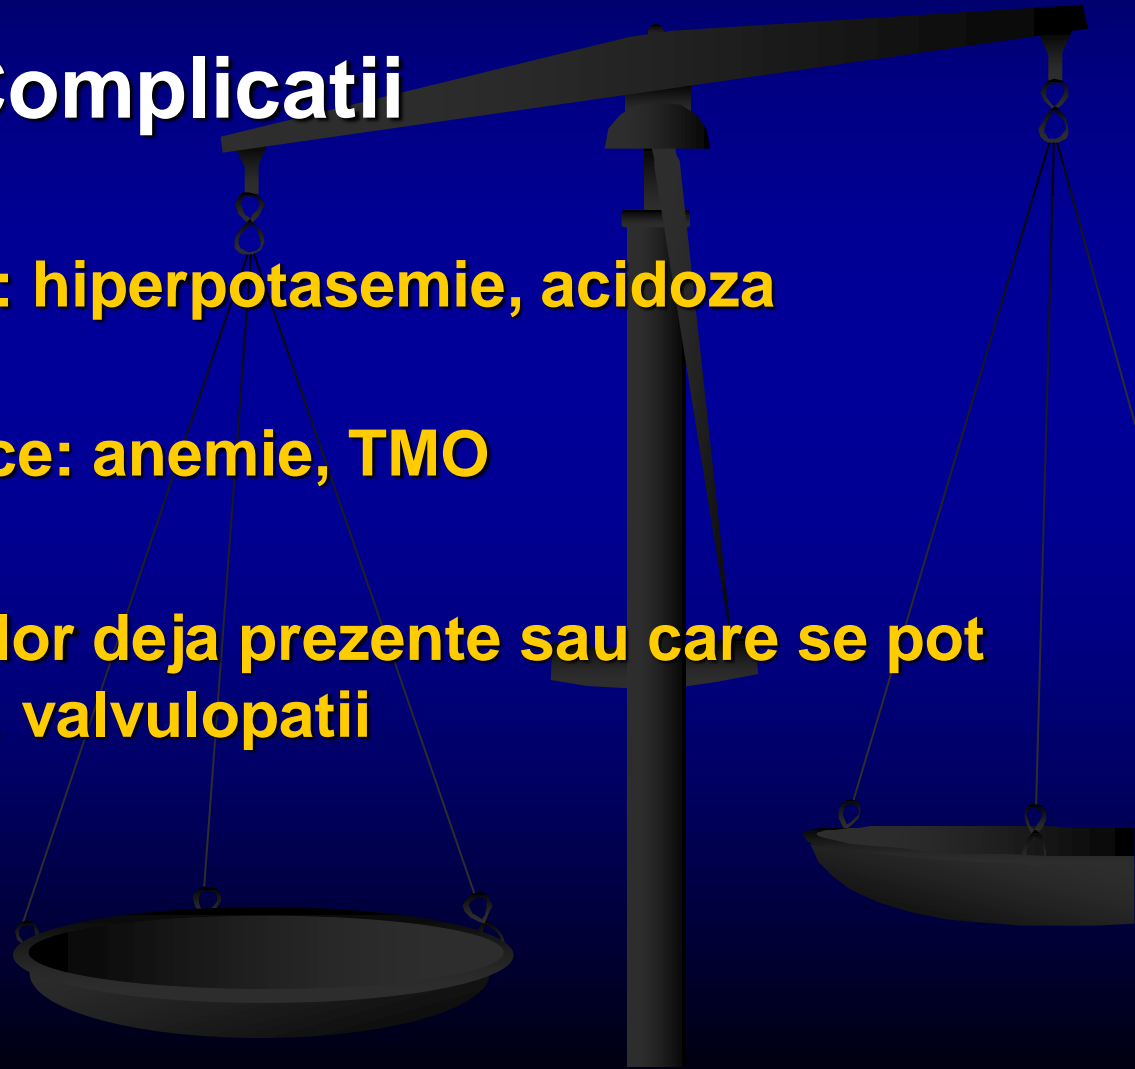 Complicatii
: hiperpotasemie, acidoza
ce: anemie, TMO
lor deja prezente sau care se pot
valvulopatii